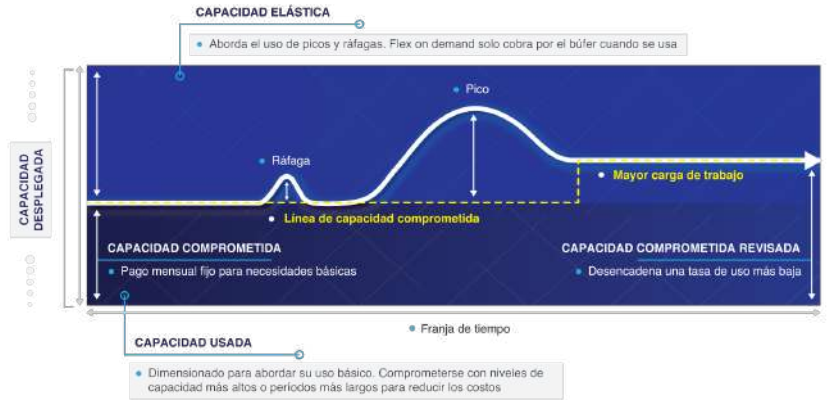 CAPACIDAD ELÁSTICA
Aborda el uso de picos y ráfagas. Flex on demand solo cobra por el búfer cuando se usa
Pico
Ráfaga
Mayor carga de trabajo
CAPACIDAD
DESPLEGADA
Línea de capacidad comprometida
CAPACIDAD COMPROMETIDA
Pago mensual fijo para necesidades básicas
CAPACIDAD COMPROMETIDA REVISADA
Desencadena una tasa de uso más baja
Franja de tiempo
CAPACIDAD USADA
Dimensionado para abordar su uso básico. Comprometerse con niveles de
capacidad más altos o periodos más largos para reducir los costos